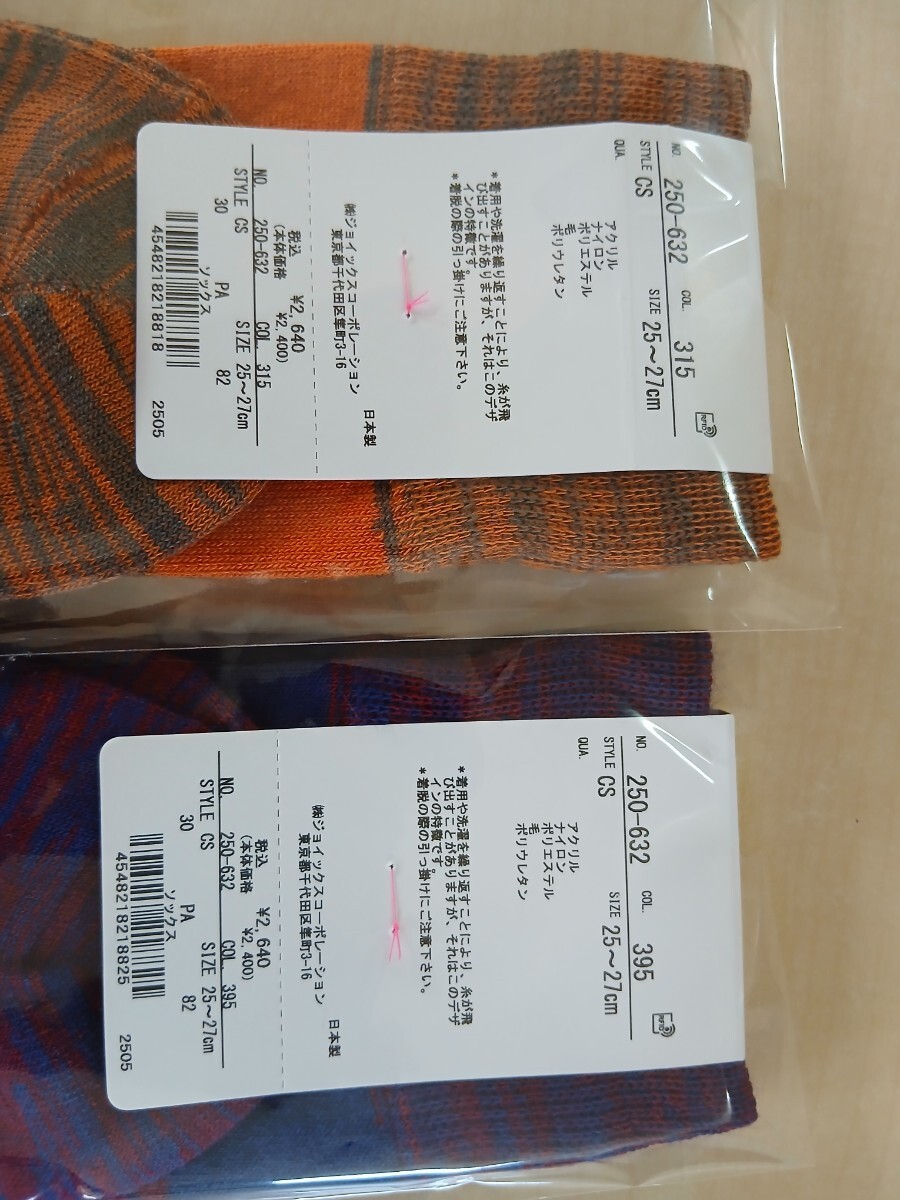 NO. 250-632 COL. 315
STYLE CS SIZE 25～27cm
QUA.
RFID
アクリル
ナイロン
ポリエステル
毛
ポリウレタン
*着用や洗濯を繰り返すことにより、糸が飛
び出すことがありますが、それはこのデザ
インの特徴です。
*着脱の際の引っ掛けにご注意下さい。
日本製
㈱ジョイックスコーポレーション
東京都千代田区隼町3-16
税込 ¥2,640
(本体価格 ¥2,400)
NO. 250-632 COL. 315
STYLE CS SIZE 25～27cm
30 PA 82
ソックス
4548218218818
2505
NO. 250-632 COL. 395
STYLE CS SIZE 25～27cm
QUA.
RFID
アクリル
ナイロン
ポリエステル
毛
ポリウレタン
*着用や洗濯を繰り返すことにより、糸が飛
び出すことがありますが、それはこのデザ
インの特徴です。
*着脱の際の引っ掛けにご注意下さい。
日本製
㈱ジョイックスコーポレーション
東京都千代田区隼町3-16
税込 ¥2,640
(本体価格 ¥2,400)
NO. 250-632 COL. 395
STYLE CS SIZE 25～27cm
30 PA 82
ソックス
4548218218825
2505